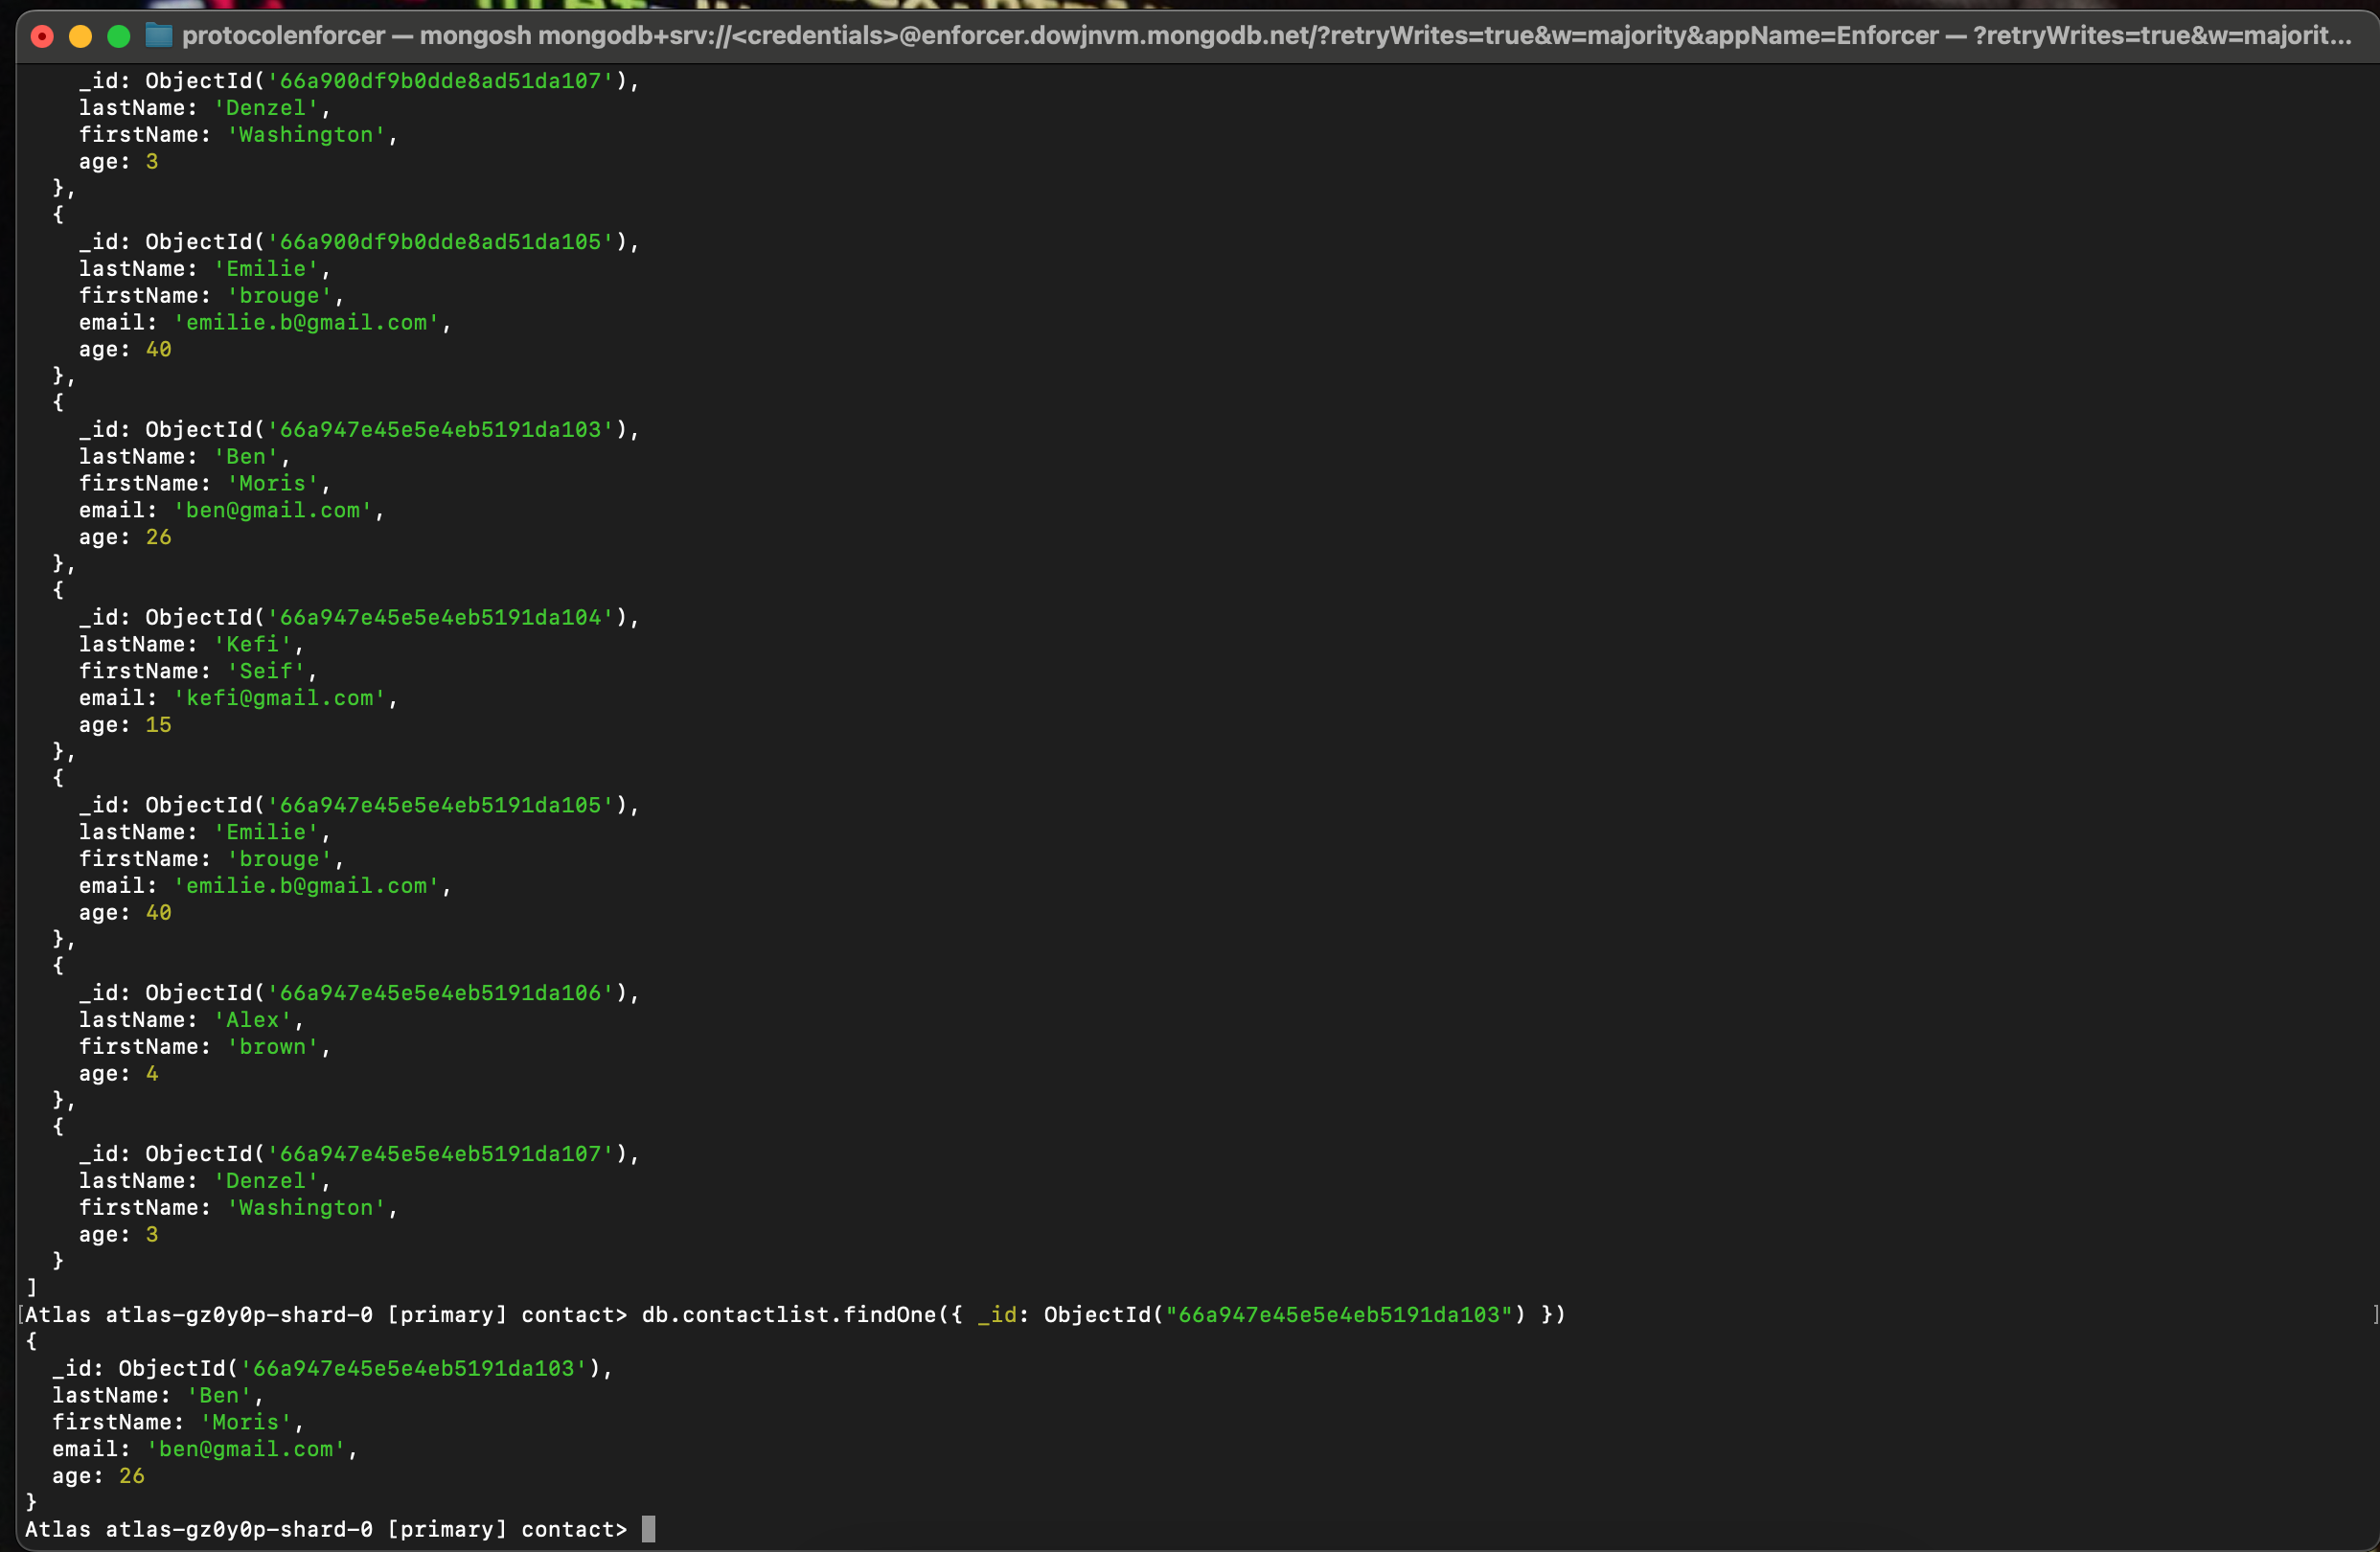 protocolenforcer — mongosh mongodb+srv://<credentials>@enforcer.dowjnvm.mongodb.net/?retryWrites=true&w=majority&appName=Enforcer — ?retryWrites=true&w=majorit...
_id: ObjectId('66a900df9b0dde8ad51da107'),
lastName: 'Denzel',
firstName: 'Washington',
age: 3
},
{
_id: ObjectId('66a900df9b0dde8ad51da105'),
lastName: 'Emilie',
firstName: 'brouge',
email: 'emilie.b@gmail.com',
age: 40
},
{
_id: ObjectId('66a947e45e5e4eb5191da103'),
lastName: 'Ben',
firstName: 'Moris',
email: 'ben@gmail.com',
age: 26
},
{
_id: ObjectId('66a947e45e5e4eb5191da104'),
lastName: 'Kefi',
firstName: 'Seif',
email: 'kefi@gmail.com',
age: 15
},
{
_id: ObjectId('66a947e45e5e4eb5191da105'),
lastName: 'Emilie',
firstName: 'brouge',
email: 'emilie.b@gmail.com',
age: 40
},
{
_id: ObjectId('66a947e45e5e4eb5191da106'),
lastName: 'Alex',
firstName: 'brown',
age: 4
},
{
_id: ObjectId('66a947e45e5e4eb5191da107'),
lastName: 'Denzel',
firstName: 'Washington',
age: 3
}
]
[Atlas atlas-gz0y0p-shard-0 [primary] contact> db.contactlist.findOne({ _id: ObjectId("66a947e45e5e4eb5191da103") }) ]
{
_id: ObjectId('66a947e45e5e4eb5191da103'),
lastName: 'Ben',
firstName: 'Moris',
email: 'ben@gmail.com',
age: 26
}
Atlas atlas-gz0y0p-shard-0 [primary] contact>